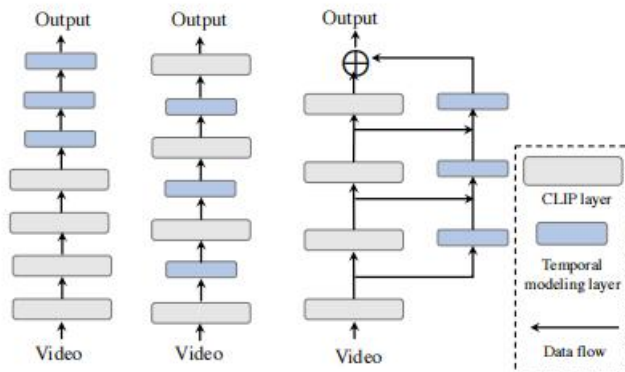 Output
Output
Output
CLIP layer
Temporal
modeling layer
Data flow
Video
Video
Video